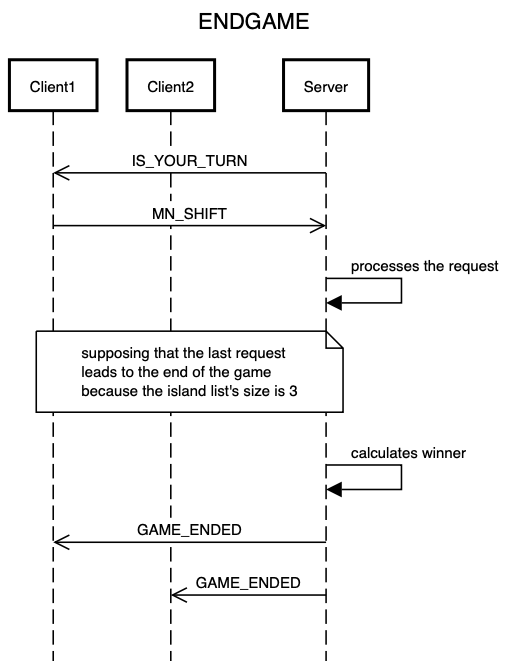 ENDGAME
Client1
Client2
Server
IS_YOUR_TURN
MN_SHIFT
processes the request
supposing that the last request
leads to the end of the game
because the island list's size is 3
calculates winner
GAME_ENDED
GAME_ENDED